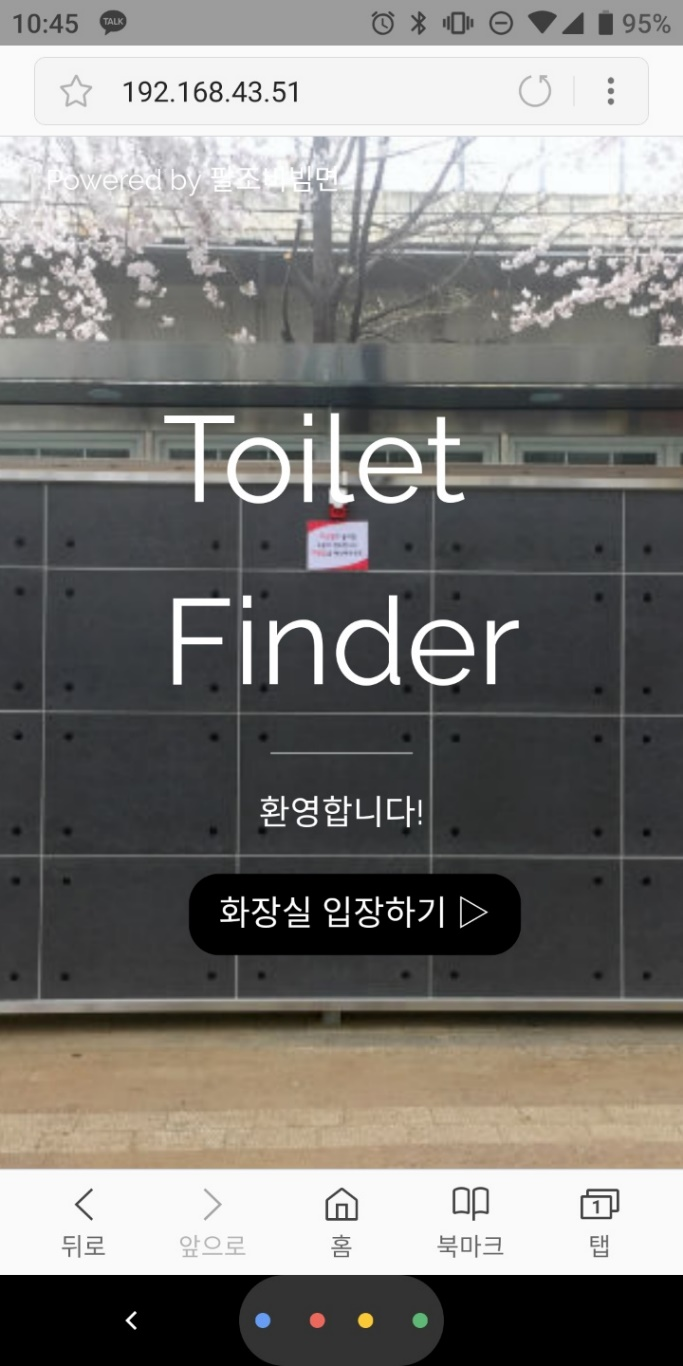 10:45
TALK
95%
192.168.43.51
Powered by 팔조비빔면
Toilet
Finder
환영합니다!
화장실 입장하기 ▷
뒤로
앞으로
홈
북마크
1
탭